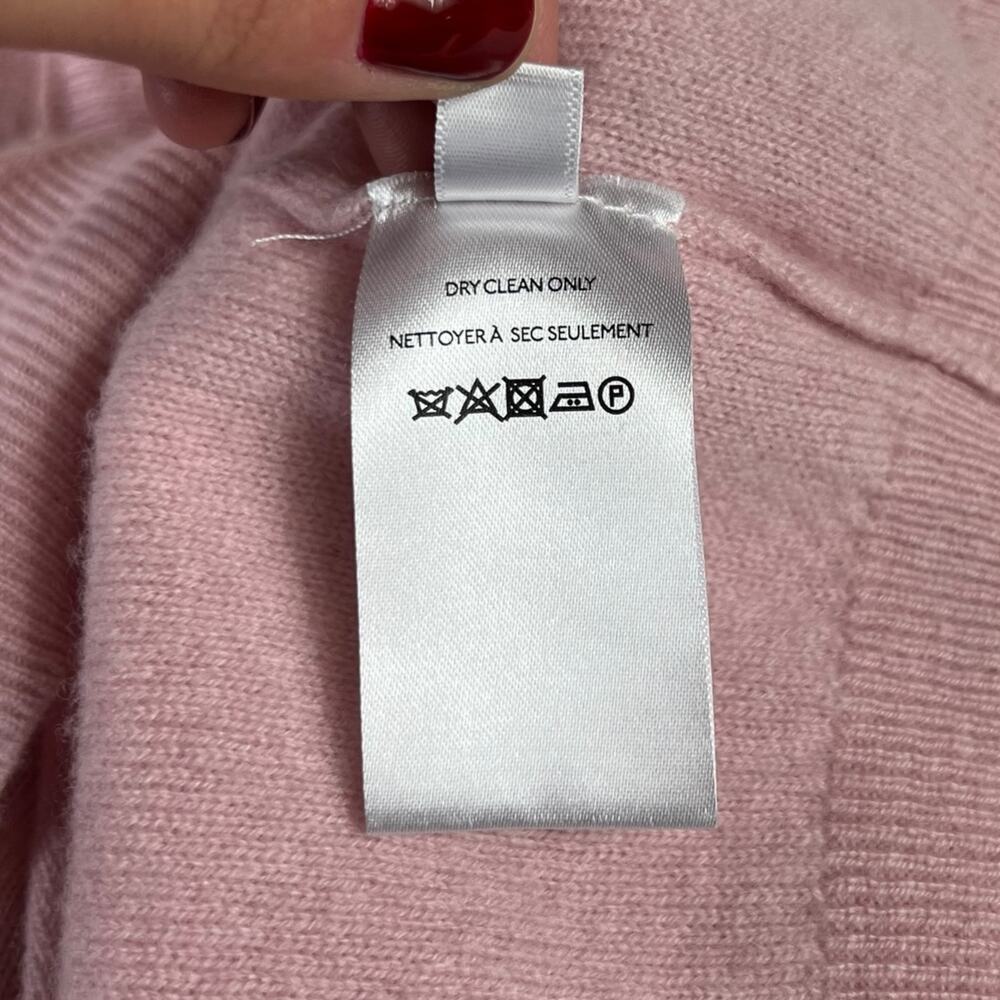 DRY CLEAN ONLY
NETTOYER À SEC SEULEMENT
P